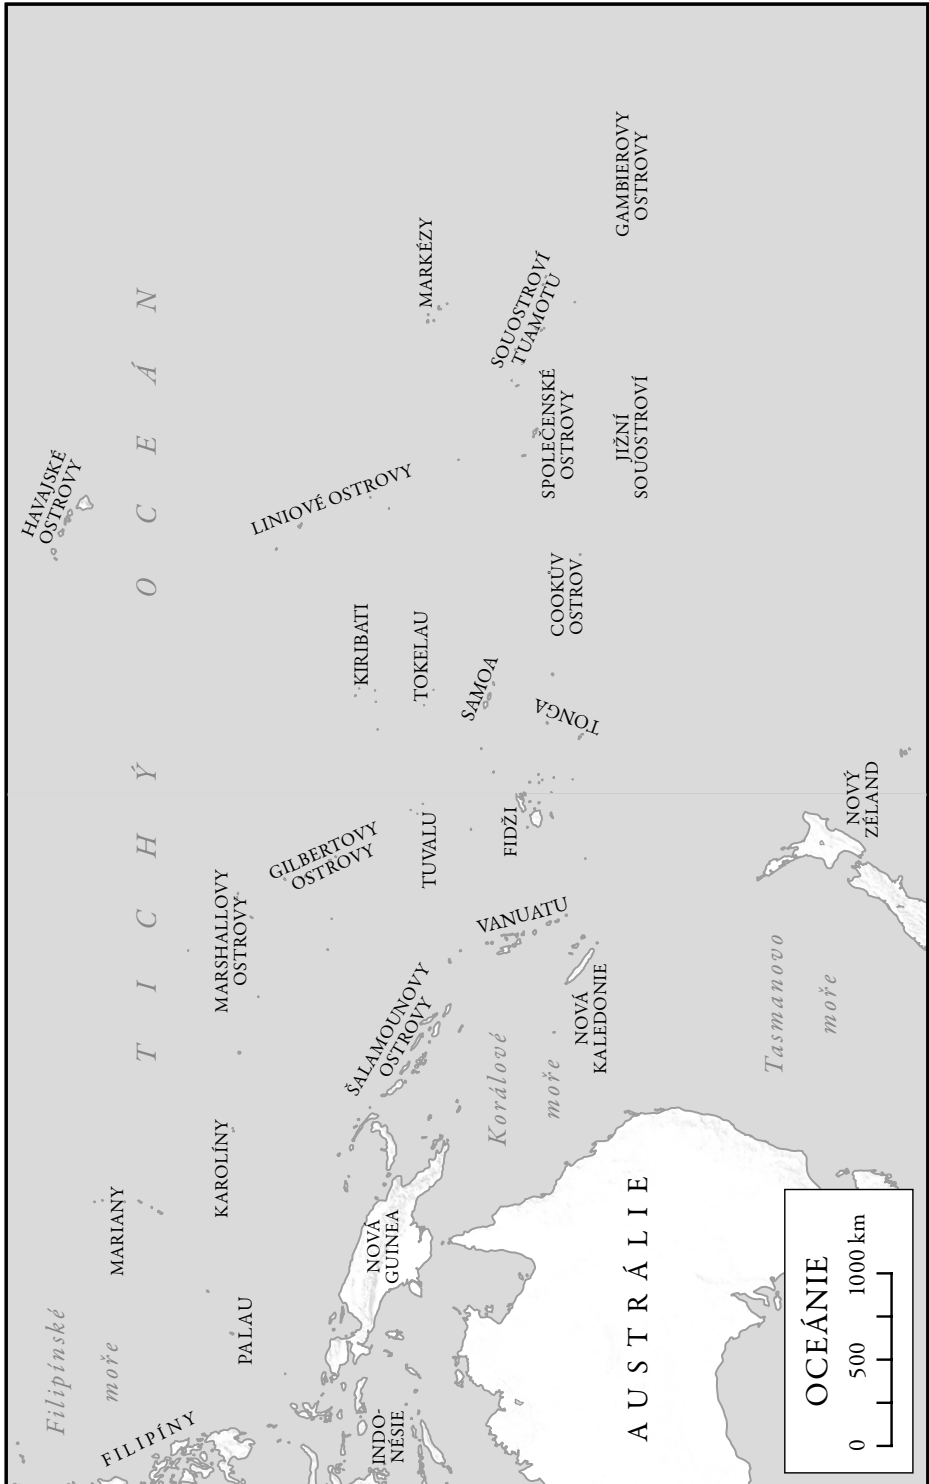 HAVAJSKÉ
OSTROVY
T I C H Ý O C E Á N
Filipínské
moře
FILIPÍNY
MARIANY
PALAU
KAROLÍNY
MARSHALLOVY
OSTROVY
GILBERTOVY
OSTROVY
KIRIBATI
LINIOVÉ OSTROVY
MARKÉZY
INDO-
NÉSIE
NOVÁ
GUINEA
ŠALAMOUNOVY
OSTROVY
TUVALU
TOKELAU
SAMOA
SOUOSTROVÍ
TUAMOTU
VANUATU
FIDŽI
TONGA
COOKŮV
OSTROV.
SPOLEČENSKÉ
OSTROVY
JIŽNÍ
SOUOSTROVÍ
GAMBIEROVY
OSTROVY
Korálové
moře
NOVÁ
KALEDONIE
AUSTRÁLIE
Tasmanovo
moře
NOVÝ
ZÉLAND
OCEÁNIE
0 500 1000 km